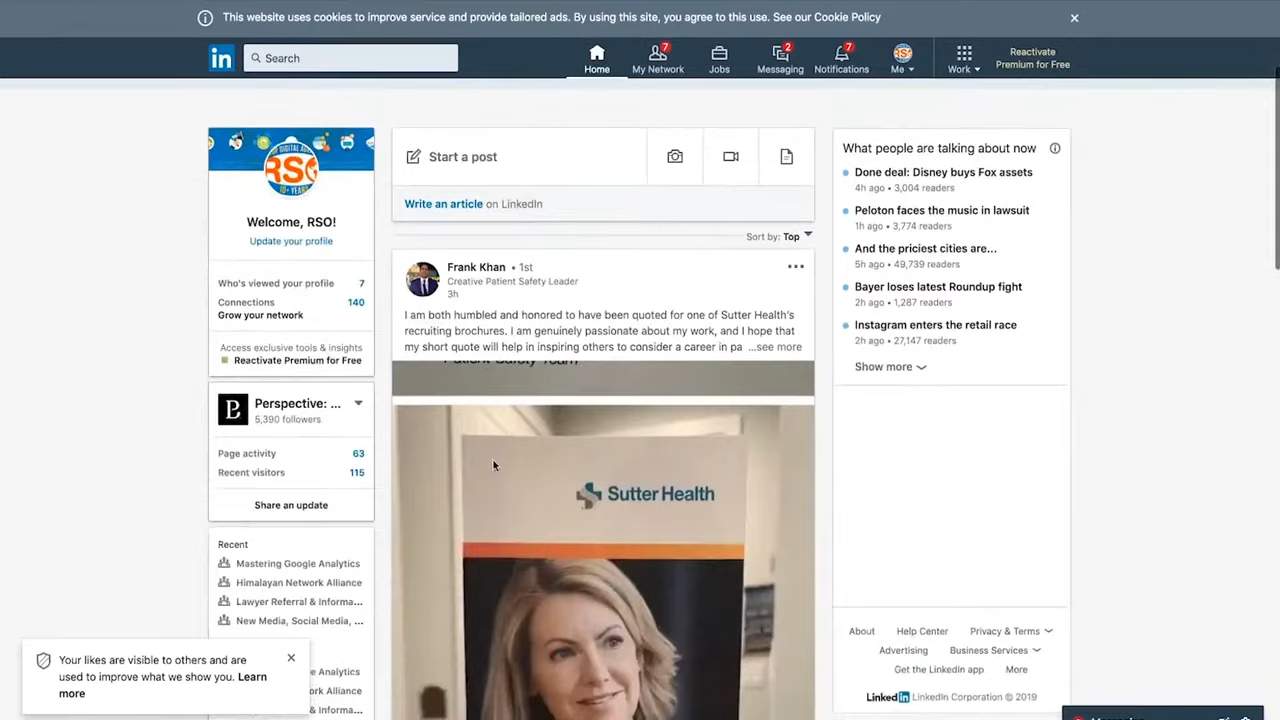 This website uses cookies to improve service and provide tailored ads. By using this site, you agree to this use. See our Cookie Policy
in
Search
Home
7
My Network
Jobs
2
Messaging
7
Notifications
Me
Work
Reactivate
Premium for Free
RSO
Welcome, RSO!
Update your profile
Who's viewed your profile 7
Connections 140
Grow your network
Access exclusive tools & insights
Reactivate Premium for Free
Perspective: ...
5,390 followers
Page activity 63
Recent visitors 115
Share an update
Recent
Mastering Google Analytics
Himalayan Network Alliance
Lawyer Referral & Informa...
New Media, Social Media, ...
Start a post
Write an article on LinkedIn
Sort by: Top
Frank Khan • 1st
Creative Patient Safety Leader
3h
I am both humbled and honored to have been quoted for one of Sutter Health's
recruiting brochures. I am genuinely passionate about my work, and I hope that
my short quote will help in inspiring others to consider a career in pa ...see more
Patient Safety Team
Sutter Health
What people are talking about now
Done deal: Disney buys Fox assets
4h ago • 3,004 readers
Peloton faces the music in lawsuit
1h ago • 3,774 readers
And the priciest cities are...
5h ago • 49,739 readers
Bayer loses latest Roundup fight
2h ago • 1,287 readers
Instagram enters the retail race
2h ago • 27,147 readers
Show more
About Help Center Privacy & Terms
Advertising Business Services
Get the LinkedIn app More
LinkedIn LinkedIn Corporation © 2019
Your likes are visible to others and are
used to improve what we show you. Learn
more